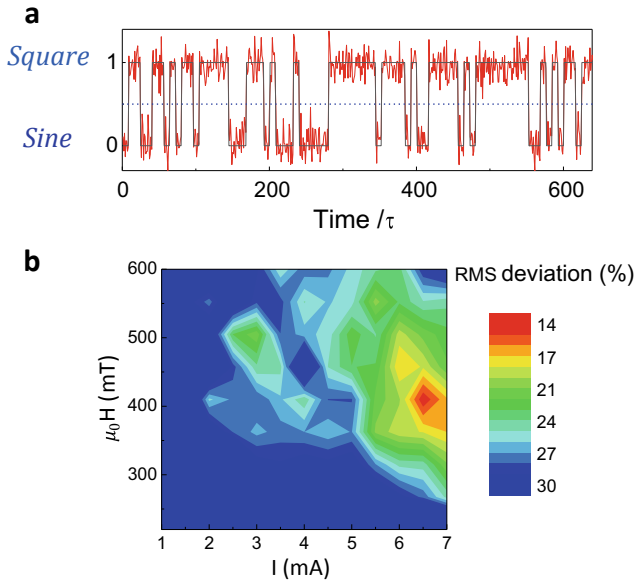 a
Square
1
Sine
0
0 200 400 600
Time /τ
b
600
500
400
300
μ₀H (mT)
1 2 3 4 5 6 7
I (mA)
RMS deviation (%)
14
17
21
24
27
30